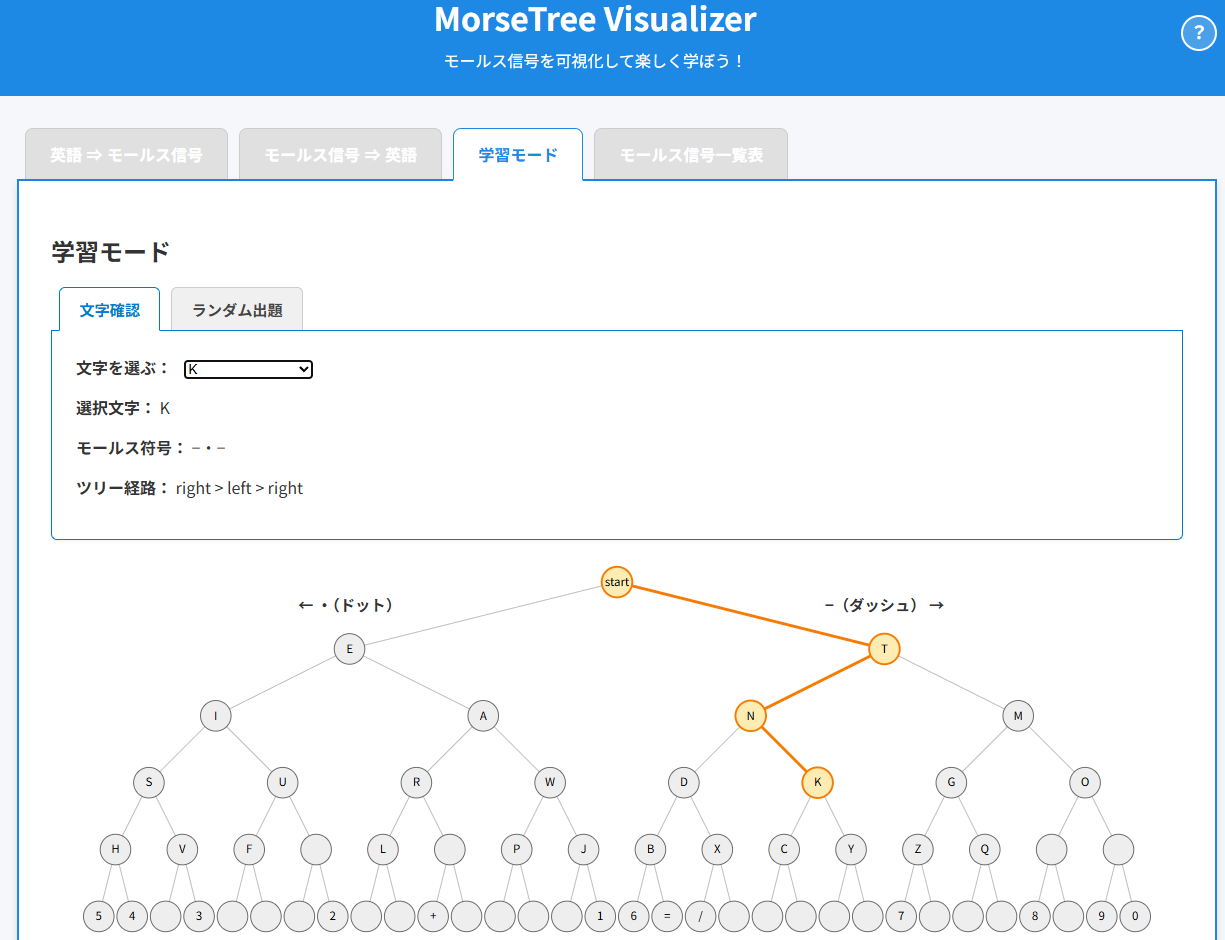 MorseTree Visualizer
モールス信号を可視化して楽しく学ぼう！
?
英語 ⇒ モールス信号
モールス信号 ⇒ 英語
学習モード
モールス信号一覧表
学習モード
文字確認
ランダム出題
文字を選ぶ： K
選択文字： K
モールス符号： −・−
ツリー経路： right > left > right
start
← ・（ドット）
−（ダッシュ） →
E T
I A N M
S U R W D K G O
H V F L P J B X C Y Z Q
5 4 3 2 + 1 6 = / 7 8 9 0